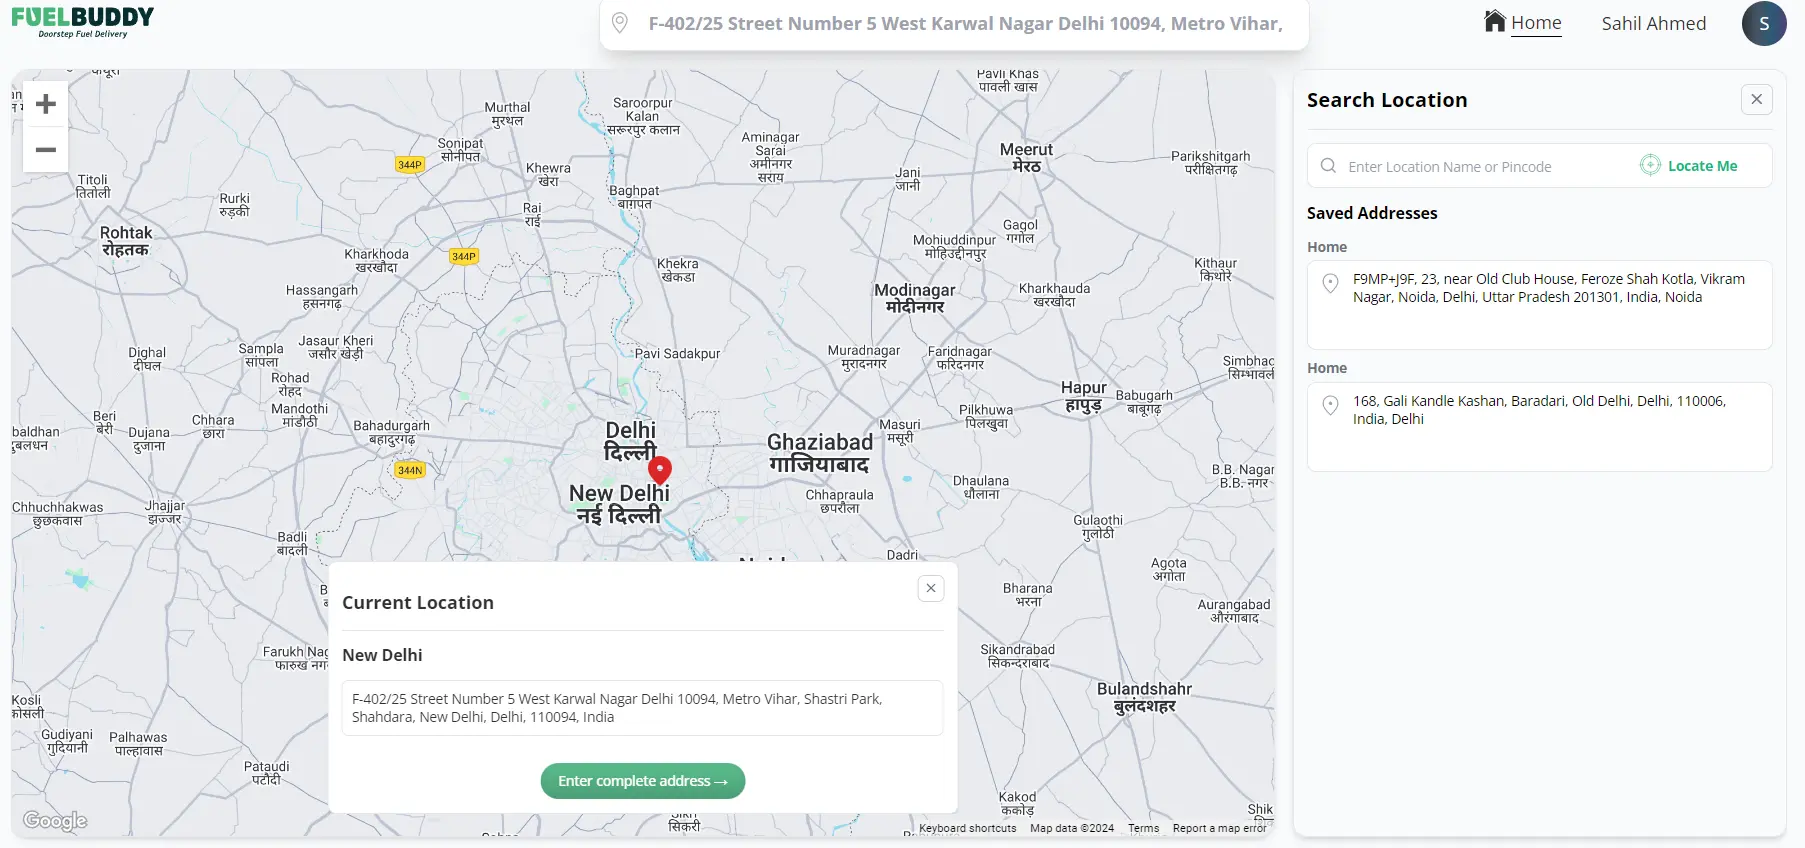 FUELBUDDY
Doorstep Fuel Delivery
F-402/25 Street Number 5 West Karwal Nagar Delhi 10094, Metro Vihar,
Home
Sahil Ahmed
S
+
−
Murthal
मुरथल
Saroorpur
Kalan
सरूरपुर कलान
Pavli Khas
पावली खास
Sonipat
सोनीपत
344P
Aminagar
Sarai
अमीनगर
सराय
Meerut
मेरठ
Parikshitgarh
परीक्षितगढ़
Titoli
तितोली
Khewra
खेरा
Jani
जानी
Rurki
रुड़की
Baghpat
बाग़पत
Rai
राई
Gagol
गगोल
Rohtak
रोहतक
Kharkhoda
खरखौदा
344P
Khekra
खेकडा
Mohiuddinpur
मोहिउद्दीनपुर
Kithaur
किथोरे
Hassangarh
हसनगढ़
Modinagar
मोदीनगर
Kharkhauda
खरखौदा
Dighal
दीघल
Sampla
सांपला
Jasaur Kheri
जसौर खेड़ी
Pavi Sadakpur
Muradnagar
मुरादनगर
Faridnagar
फरिदनगर
Simbhao
सिम्भावली
Rohad
रोहद
Hapur
हापुड़
Babugarh
बाबूगढ़
Beri
बेरी
Chhara
छारा
Mandothi
मांडौठी
Pilkhuwa
पिलखुवा
baldhan
दुबलधन
Dujana
दुजाना
Bahadurgarh
बहादुरगढ़
Delhi
दिल्ली
Ghaziabad
गाजियाबाद
Masuri
मसूरी
344N
B.B. Nagar
B.B. नगर
New Delhi
नई दिल्ली
Chhapraula
छपरौला
Dhaulana
धौलाना
Chhuchhakwas
छुछकवास
Jhajjar
झज्जर
Gulaothi
गुलोठी
Badli
बादली
Dadri
Agota
अगोता
Bharana
भरना
Aurangabad
औरंगाबाद
Farukh Nag
फारुख नगर
Sikandrabad
सिकन्दराबाद
Kosli
कोसली
Bulandshahr
बुलंदशहर
Gudiyani
गुदियानी
Palhawas
पाल्हावास
Pataudi
पटौदी
Kakod
ककोड़
Shik
सिकरी
Google
Keyboard shortcuts
Map data ©2024
Terms
Report a map error
Current Location
New Delhi
F-402/25 Street Number 5 West Karwal Nagar Delhi 10094, Metro Vihar, Shastri Park,
Shahdara, New Delhi, Delhi, 110094, India
Enter complete address →
Search Location
Enter Location Name or Pincode
Locate Me
Saved Addresses
Home
F9MP+J9F, 23, near Old Club House, Feroze Shah Kotla, Vikram
Nagar, Noida, Delhi, Uttar Pradesh 201301, India, Noida
Home
168, Gali Kandle Kashan, Baradari, Old Delhi, Delhi, 110006,
India, Delhi